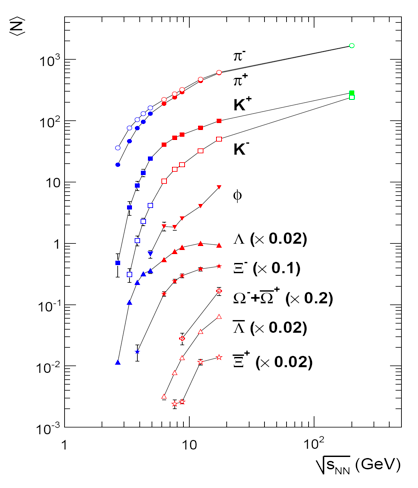 ⟨N⟩
10³
10²
10
1
10⁻¹
10⁻²
10⁻³
π⁻
π⁺
K⁺
K⁻
ϕ
Λ (× 0.02)
Ξ⁻ (× 0.1)
Ω⁻+Ω̅⁺ (× 0.2)
Λ̅ (× 0.02)
Ξ̅⁺ (× 0.02)
1 10 10²
√s_NN (GeV)